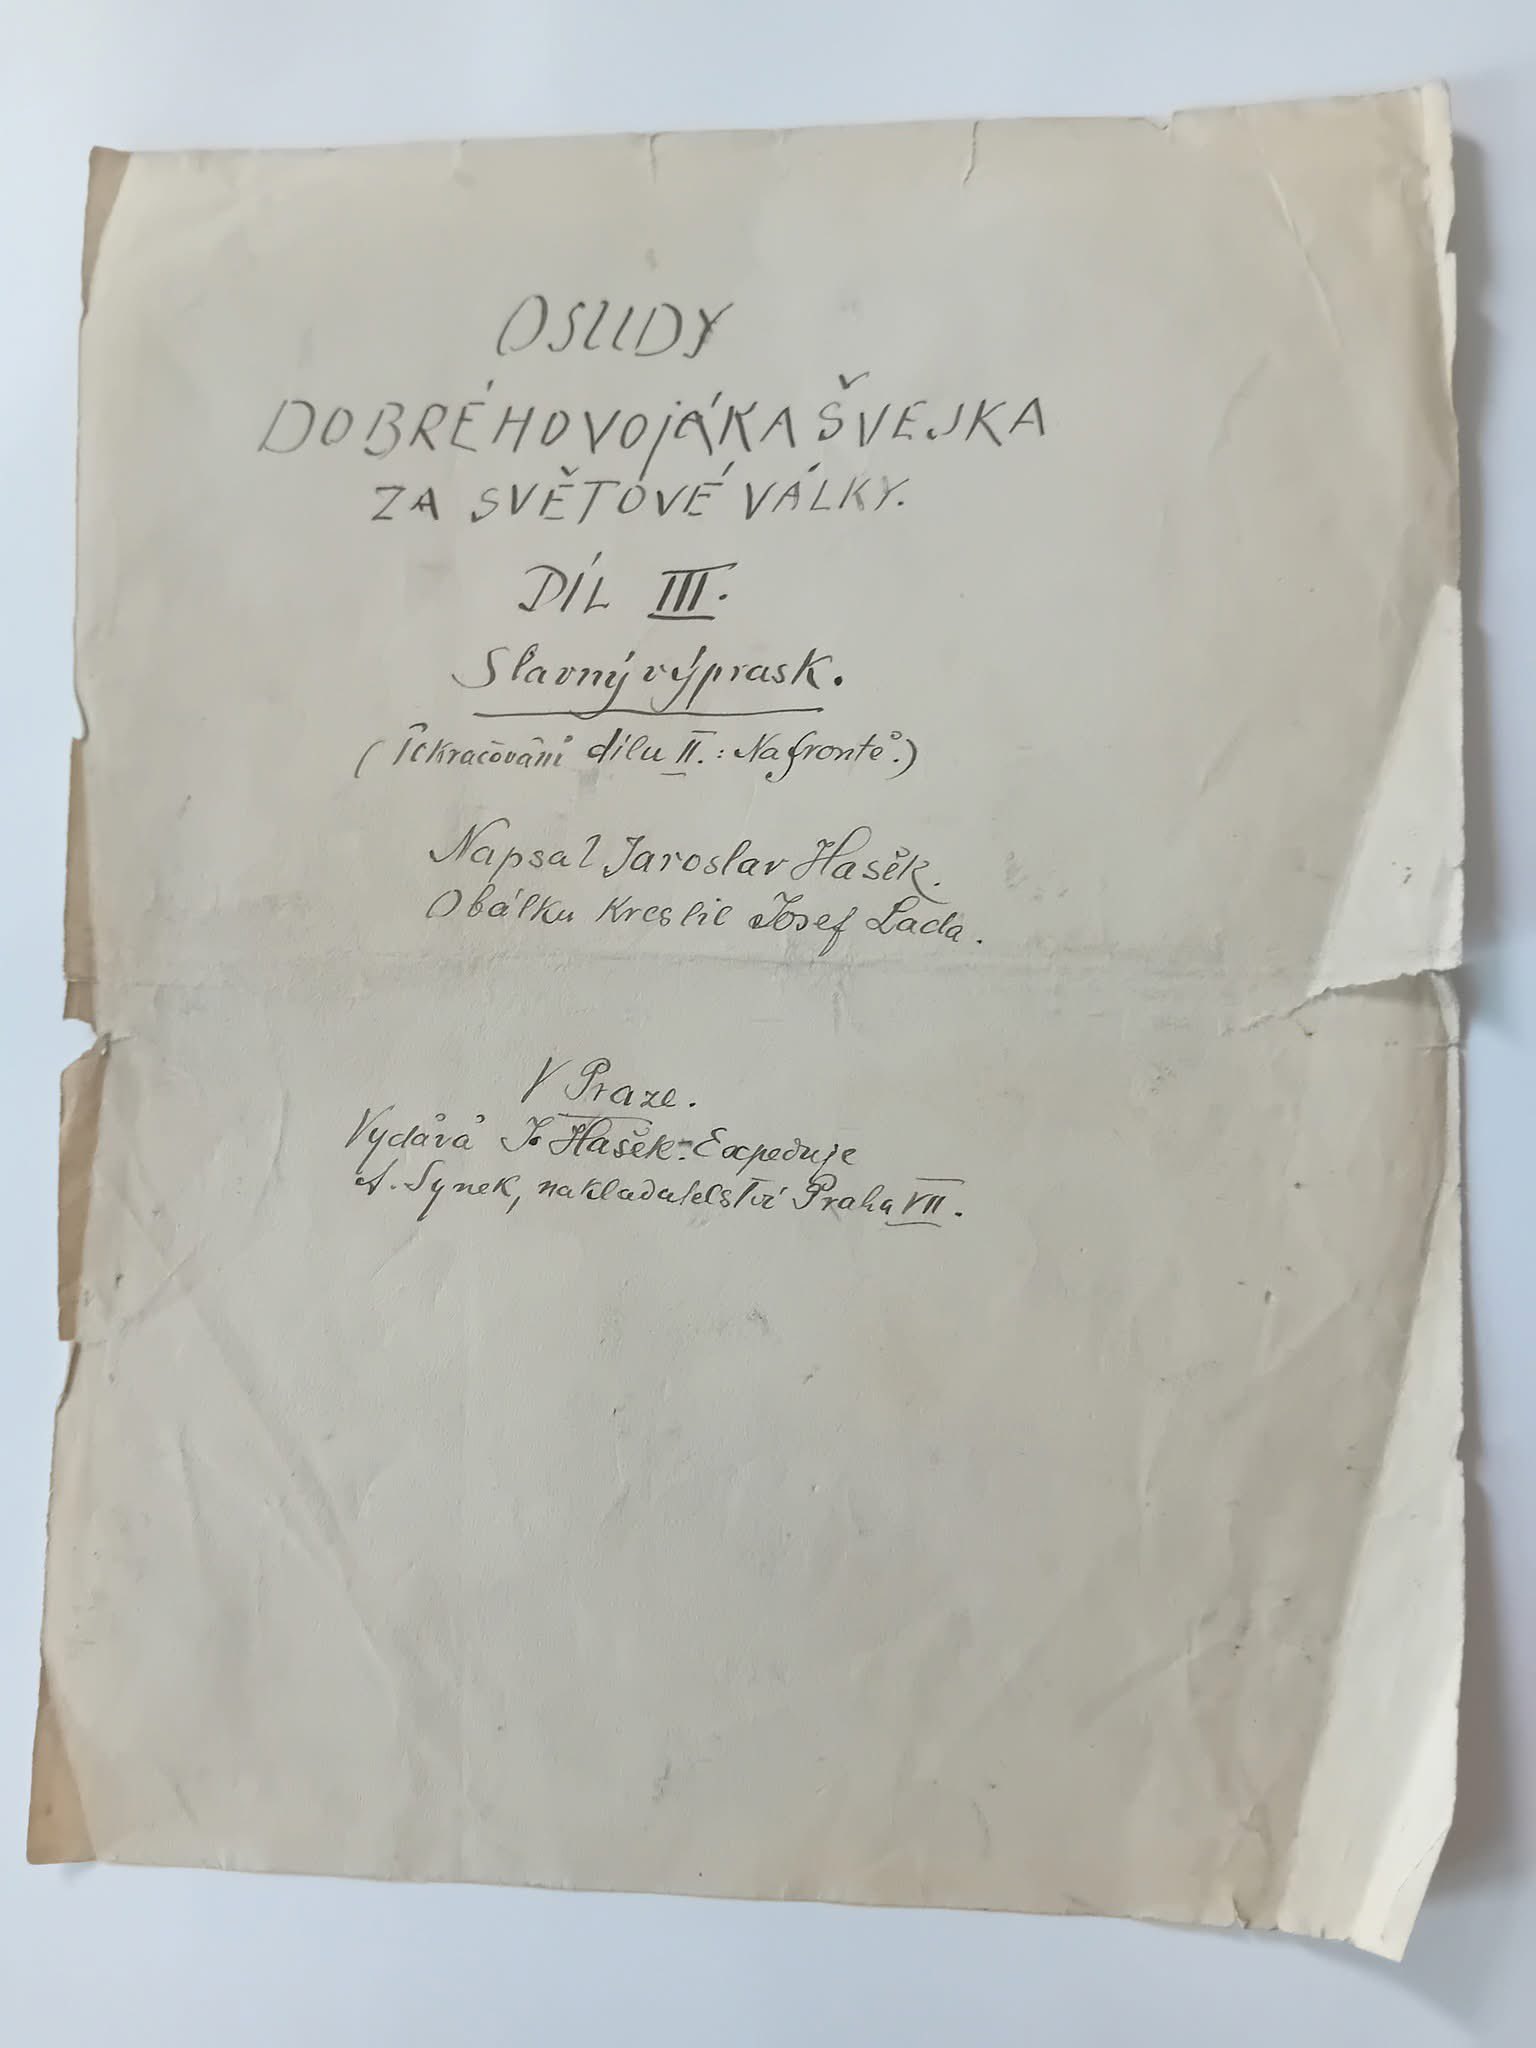 OSUDY
DOBRÉHO VOJÁKA ŠVEJKA
ZA SVĚTOVÉ VÁLKY.
DÍL III.
Slavný výprask.
(Pokračování dílu II.: Na frontě.)
Napsal Jaroslav Hašek.
Obálku kreslil Josef Lada.
V Praze.
Vydává J. Hašek. Expeduje
A. Synek, nakladatelství Praha VII.